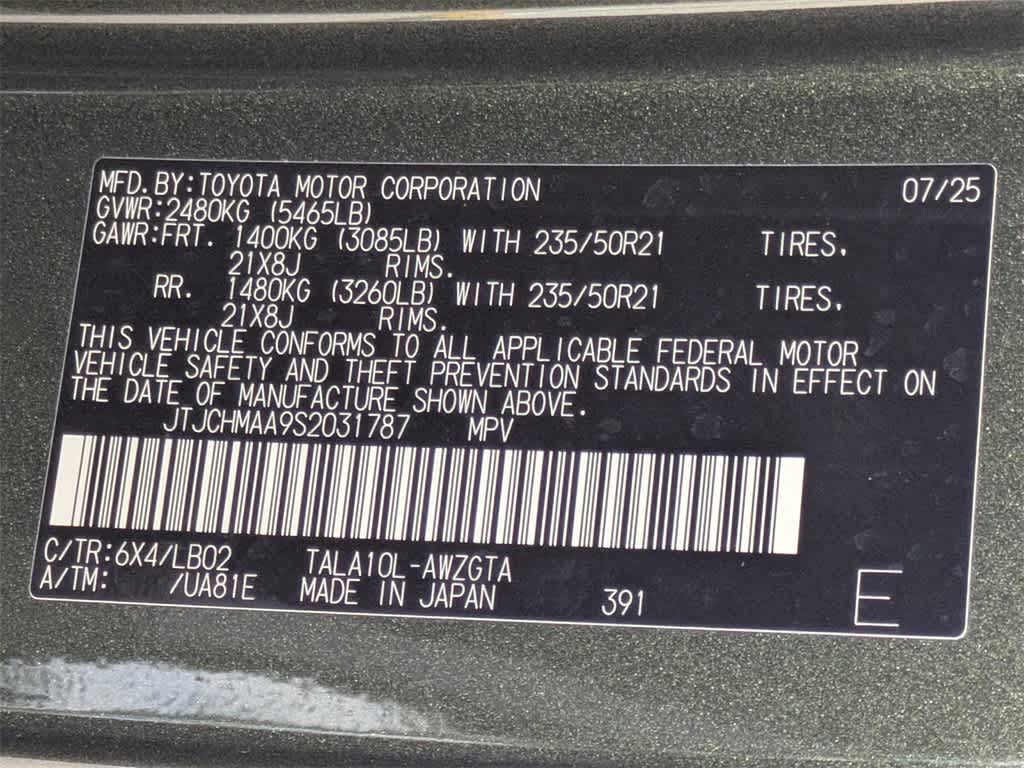 MFD.BY:TOYOTA MOTOR CORPORATION 07/25
GVWR:2480KG (5465LB)
GAWR:FRT. 1400KG (3085LB) WITH 235/50R21 TIRES.
21X8J RIMS.
RR. 1480KG (3260LB) WITH 235/50R21 TIRES.
21X8J RIMS.
THIS VEHICLE CONFORMS TO ALL APPLICABLE FEDERAL MOTOR
VEHICLE SAFETY AND THEFT PREVENTION STANDARDS IN EFFECT ON
THE DATE OF MANUFACTURE SHOWN ABOVE.
JTJCHMAA9S2031787 MPV
C/TR:6X4/LB02 TALA10L-AWZGTA
A/TM: /UA81E MADE IN JAPAN 391 E